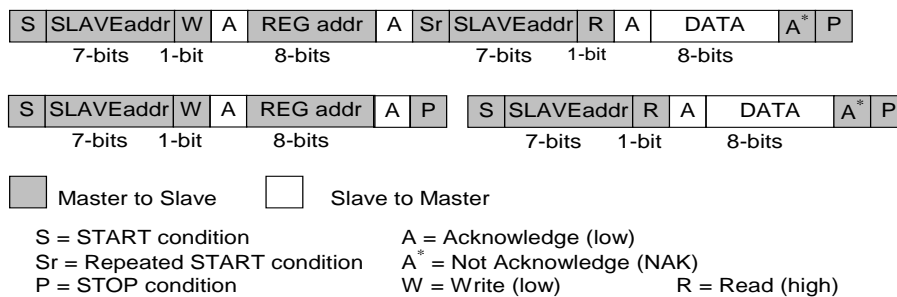 S SLAVEaddr W A REG addr A Sr SLAVEaddr R A DATA A* P
7-bits 1-bit 8-bits 7-bits 1-bit 8-bits
S SLAVEaddr W A REG addr A P S SLAVEaddr R A DATA A* P
7-bits 1-bit 8-bits 7-bits 1-bit 8-bits
Master to Slave Slave to Master
S = START condition A = Acknowledge (low)
Sr = Repeated START condition A* = Not Acknowledge (NAK)
P = STOP condition W = Write (low) R = Read (high)